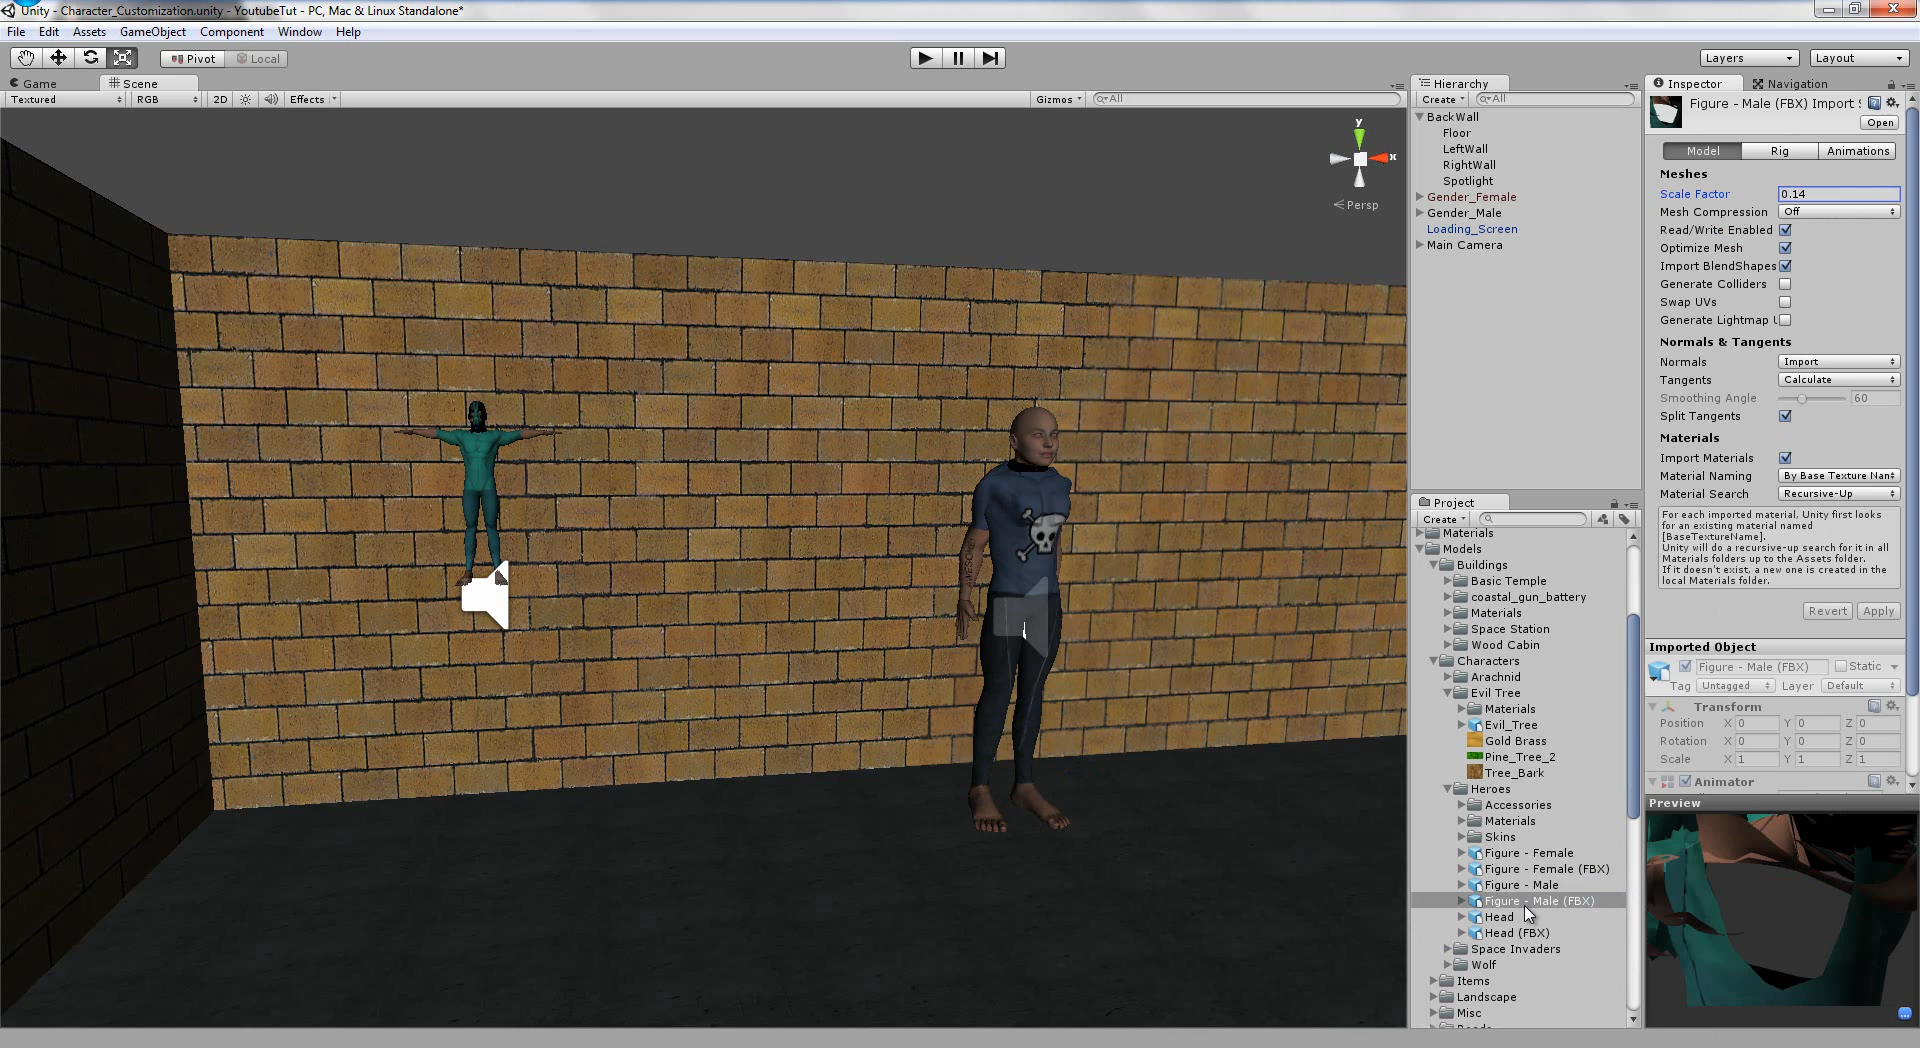 Unity - Character_Customization.unity - YoutubeTut - PC, Mac & Linux Standalone*
File Edit Assets GameObject Component Window Help
Pivot Local Layers Layout
Game Scene
Textured RGB 2D Effects Gizmos All
y
x
Persp
AWESOME
Hierarchy
Create All
BackWall
Floor
LeftWall
RightWall
Spotlight
Gender_Female
Gender_Male
Loading_Screen
Main Camera
Project
Create
Materials
Models
Buildings
Basic Temple
coastal_gun_battery
Materials
Space Station
Wood Cabin
Characters
Arachnid
Evil Tree
Materials
Evil_Tree
Gold Brass
Pine_Tree_2
Tree_Bark
Heroes
Accessories
Materials
Skins
Figure - Female
Figure - Female (FBX)
Figure - Male
Figure - Male (FBX)
Head
Head (FBX)
Space Invaders
Wolf
Items
Landscape
Misc
Inspector Navigation
Figure - Male (FBX) Import S
Open
Model Rig Animations
Meshes
Scale Factor 0.14
Mesh Compression Off
Read/Write Enabled
Optimize Mesh
Import BlendShapes
Generate Colliders
Swap UVs
Generate Lightmap U
Normals & Tangents
Normals Import
Tangents Calculate
Smoothing Angle 60
Split Tangents
Materials
Import Materials
Material Naming By Base Texture Nam
Material Search Recursive-Up
For each imported material, Unity first looks
for an existing material named
[BaseTextureName].
Unity will do a recursive-up search for it in all
Materials folders up to the Assets folder.
If it doesn't exist, a new one is created in the
local Materials folder.
Revert Apply
Imported Object
Figure - Male (FBX) Static
Tag Untagged Layer Default
Transform
Position X 0 Y 0 Z 0
Rotation X 0 Y 0 Z 0
Scale X 1 Y 1 Z 1
Animator
Preview